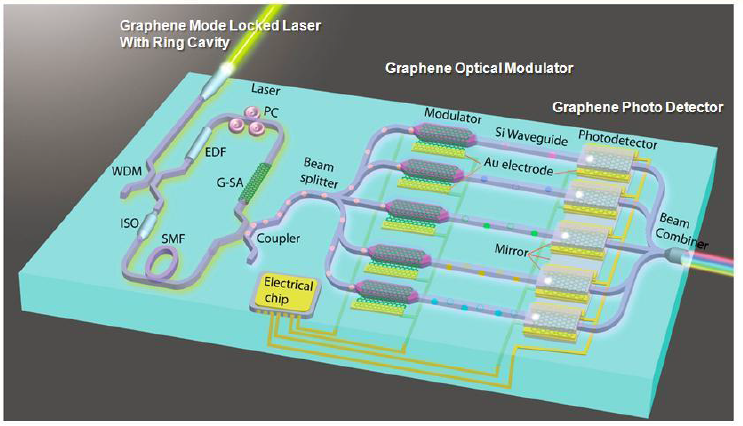 Graphene Mode Locked Laser
With Ring Cavity
Graphene Optical Modulator
Graphene Photo Detector
Laser
PC
EDF
WDM
G-SA
ISO
SMF
Coupler
Beam
splitter
Modulator
Si Waveguide
Photodetector
Au electrode
Mirror
Beam
Combiner
Electrical
chip